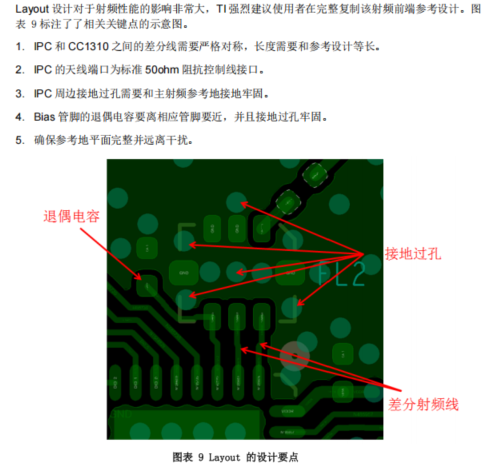 Layout 设计对于射频性能的影响非常大，TI 强烈建议使用者在完整复制该射频前端参考设计。图
表 9 标注了了相关关键点的示意图。
1. IPC 和 CC1310 之间的差分线需要严格对称，长度需要和参考设计等长。
2. IPC 的天线端口为标准 50ohm 阻抗控制线接口。
3. IPC 周边接地过孔需要和主射频参考地接地牢固。
4. Bias 管脚的退偶电容要离相应管脚要近，并且接地过孔牢固。
5. 确保参考地平面完整并远离干扰。
退偶电容
接地过孔
TL2
差分射频线
图表 9 Layout 的设计要点